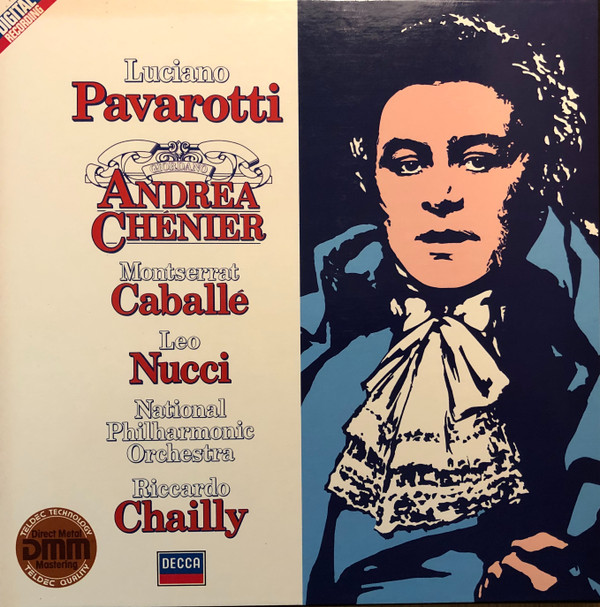 DIGITAL
RECORDING
Luciano
Pavarotti
GIORDANO
ANDREA
CHÉNIER
Montserrat
Caballé
Leo
Nucci
National
Philharmonic
Orchestra
Riccardo
Chailly
TELDEC TECHNOLOGY
Direct Metal
DMM
Mastering
TELDEC QUALITY
DECCA